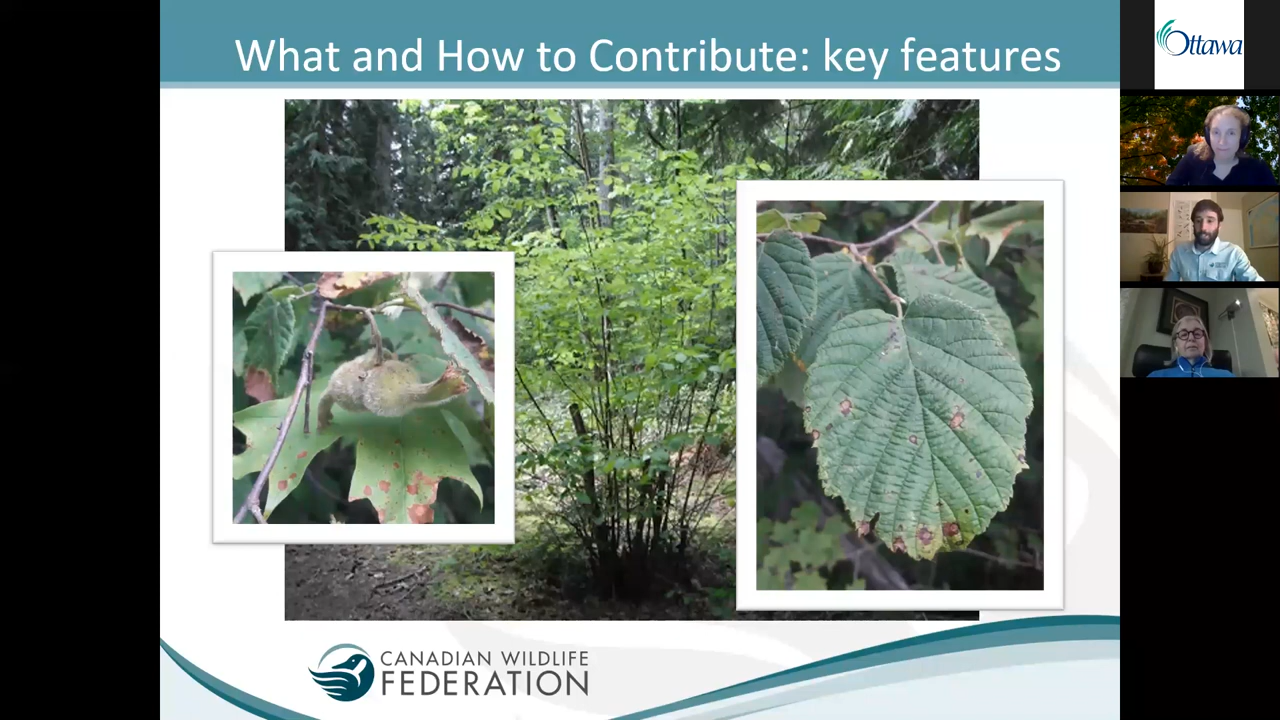 What and How to Contribute: key features
Ottawa
CANADIAN WILDLIFE
FEDERATION